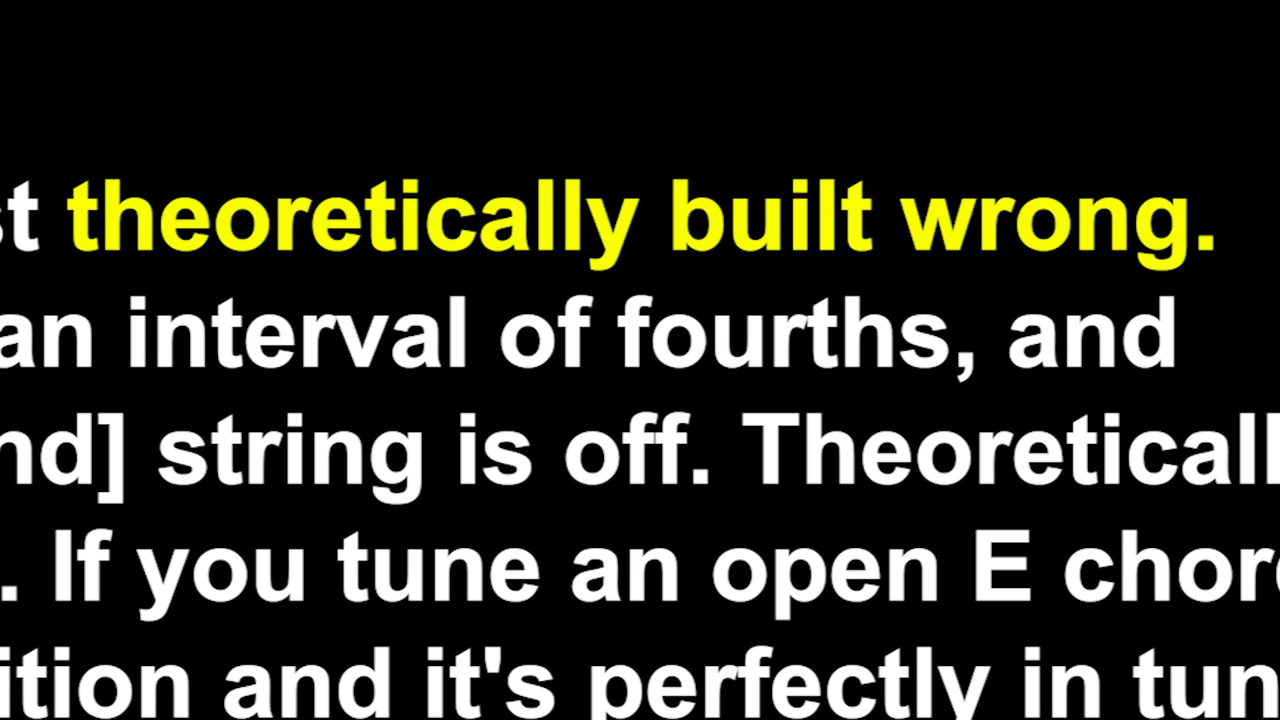 st theoretically built wrong.
an interval of fourths, and
nd] string is off. Theoreticall
. If you tune an open E chor
ition and it's perfectly in tun